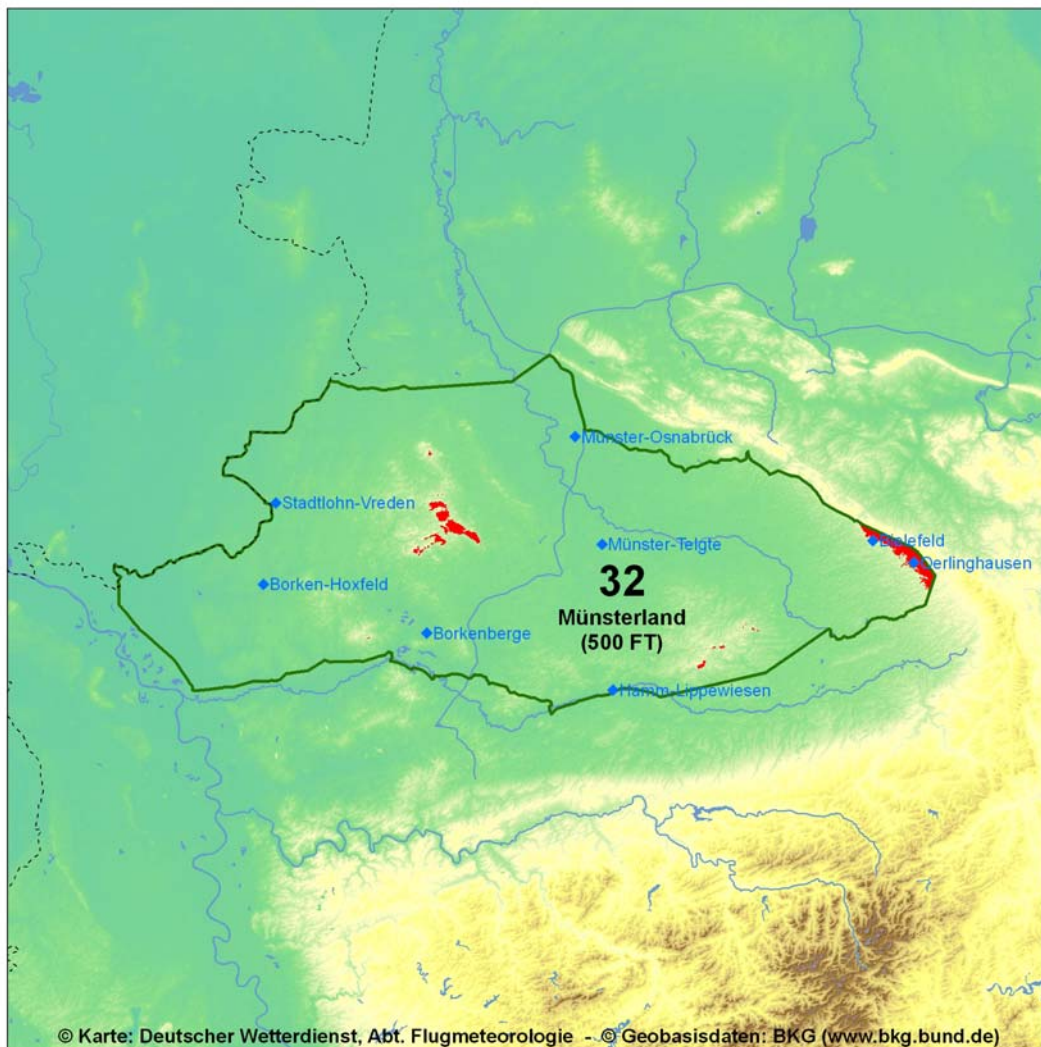 Münster-Osnabrück
Stadtlohn-Vreden
Münster-Telgte
Bielefeld
Oerlinghausen
32
Borken-Hoxfeld
Münsterland
(500 FT)
Borkenberge
Hamm-Lippewiesen
© Karte: Deutscher Wetterdienst, Abt. Flugmeteorologie - © Geobasisdaten: BKG (www.bkg.bund.de)